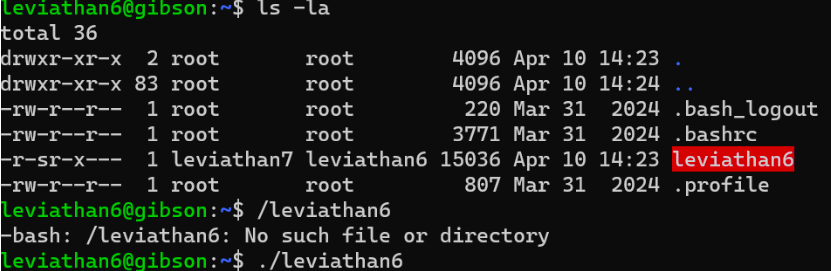 leviathan6@gibson:~$ ls -la
total 36
drwxr-xr-x  2 root       root        4096 Apr 10 14:23 .
drwxr-xr-x 83 root       root        4096 Apr 10 14:24 ..
-rw-r--r--  1 root       root         220 Mar 31  2024 .bash_logout
-rw-r--r--  1 root       root        3771 Mar 31  2024 .bashrc
-r-sr-x---  1 leviathan7 leviathan6 15036 Apr 10 14:23 leviathan6
-rw-r--r--  1 root       root         807 Mar 31  2024 .profile
leviathan6@gibson:~$ /leviathan6
-bash: /leviathan6: No such file or directory
leviathan6@gibson:~$ ./leviathan6